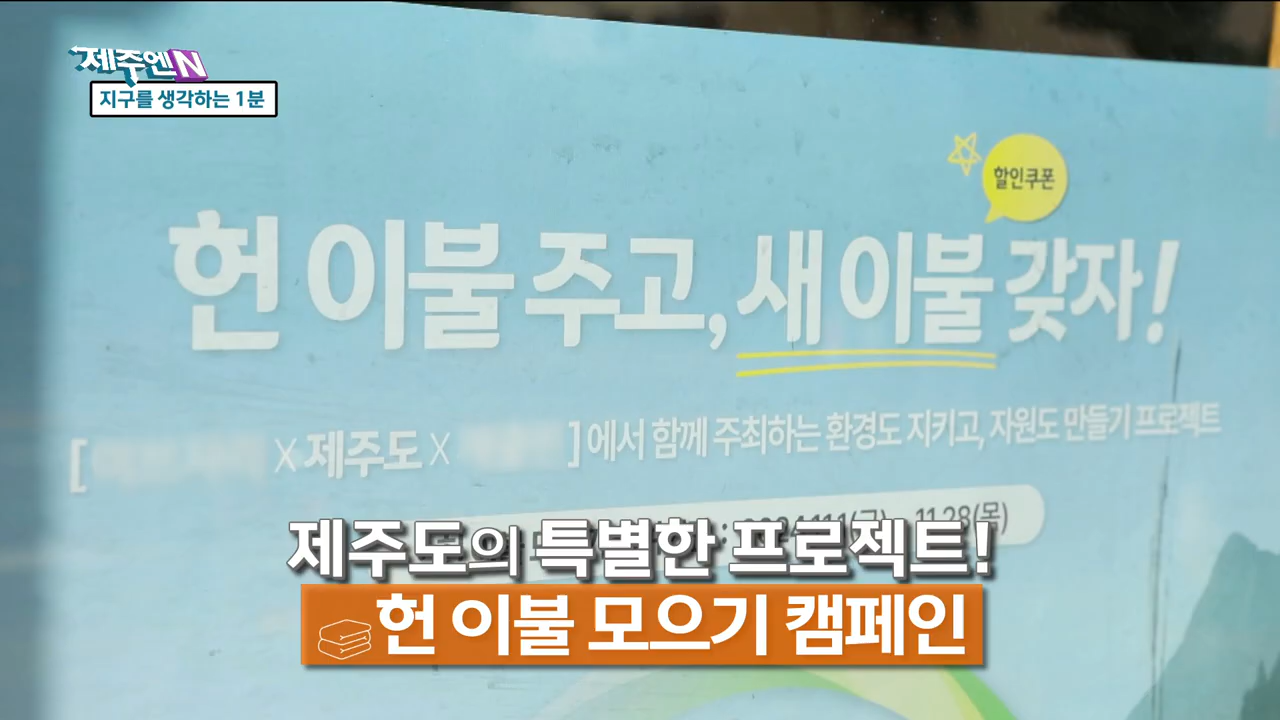 제주엔N
지구를 생각하는 1분
할인쿠폰
헌 이불 주고, 새 이불 갖자!
[ X 제주도 X ]에서 함께 주최하는 환경도 지키고, 자원도 만들기 프로젝트
11.28(목)
제주도의 특별한 프로젝트!
헌 이불 모으기 캠페인